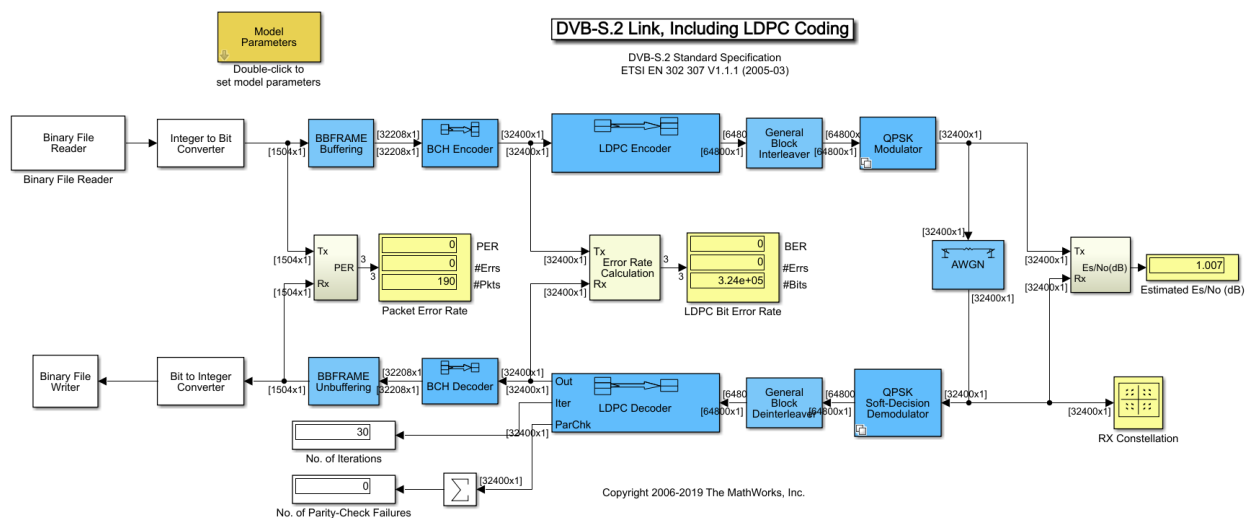 Model
Parameters
Double-click to
set model parameters
DVB-S.2 Link, Including LDPC Coding
DVB-S.2 Standard Specification
ETSI EN 302 307 V1.1.1 (2005-03)
Binary File
Reader
Binary File Reader
Integer to Bit
Converter
[1504x1]
BBFRAME
Buffering
[32208x1]
[32208x1]
BCH Encoder
[32400x1]
[32400x1]
LDPC Encoder
[6480
[64800x1]
General
Block
Interleaver
[64800x
[64800x1]
QPSK
Modulator
[32400x1]
[1504x1]
[1504x1]
Tx
Rx
PER
3
3
0
0
190
PER
#Errs
#Pkts
Packet Error Rate
[32400x1]
[32400x1]
Tx
Rx
Error Rate
Calculation
3
3
0
0
3.24e+05
BER
#Errs
#Bits
LDPC Bit Error Rate
[32400x1]
AWGN
[32400x1]
[32400x1]
[32400x1]
Tx
Rx
Es/No(dB)
1.007
Estimated Es/No (dB)
Binary File
Writer
Bit to Integer
Converter
[1504x1]
BBFRAME
Unbuffering
[32208x1]
[32208x1]
BCH Decoder
[32400x1]
[32400x1]
Out
Iter
ParChk
LDPC Decoder
[32400x1]
[6480
[64800x1]
General
Block
Deinterleaver
[64800
[64800x1]
QPSK
Soft-Decision
Demodulator
[32400x1]
[32400x1]
RX Constellation
30
No. of Iterations
0
No. of Parity-Check Failures
∑
[32400x1]
Copyright 2006-2019 The MathWorks, Inc.